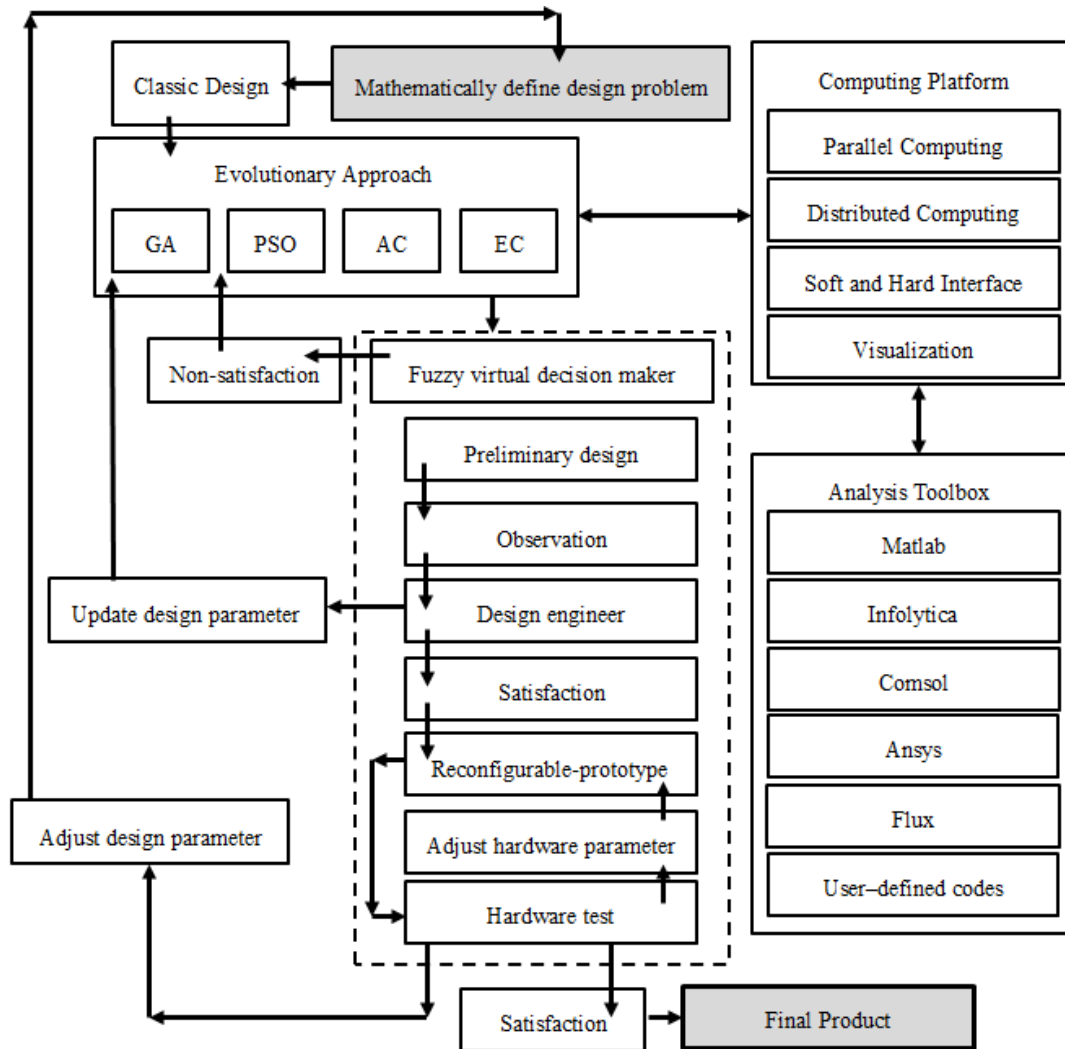 Classic Design
Mathematically define design problem
Evolutionary Approach
GA
PSO
AC
EC
Non-satisfaction
Fuzzy virtual decision maker
Preliminary design
Observation
Update design parameter
Design engineer
Satisfaction
Reconfigurable-prototype
Adjust design parameter
Adjust hardware parameter
Hardware test
Satisfaction
Final Product
Computing Platform
Parallel Computing
Distributed Computing
Soft and Hard Interface
Visualization
Analysis Toolbox
Matlab
Infolytica
Comsol
Ansys
Flux
User–defined codes